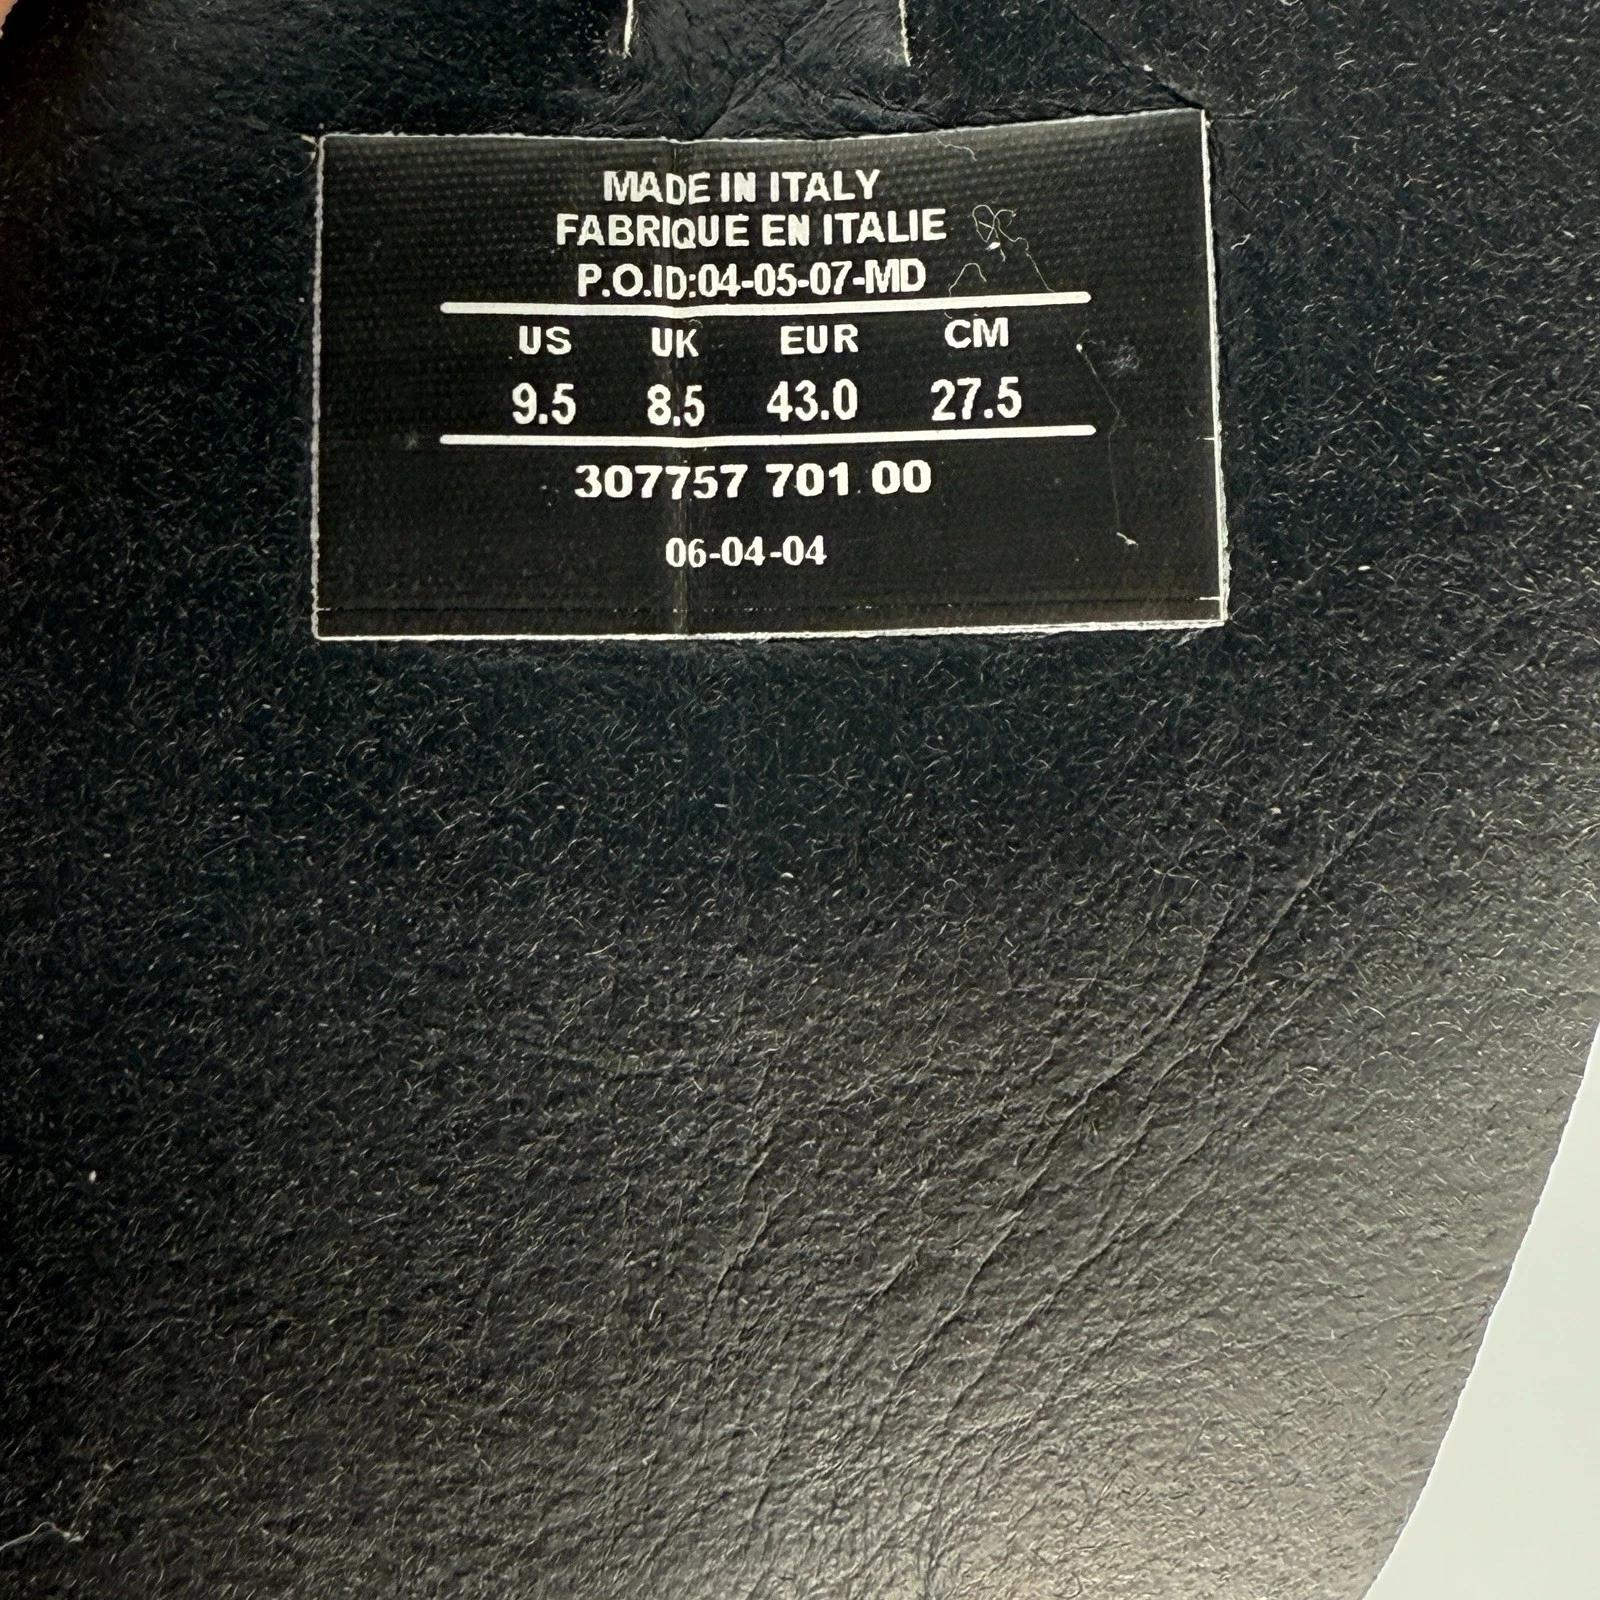 MADE IN ITALY
FABRIQUE EN ITALIE
P.O.ID:04-05-07-MD
US UK EUR CM
9.5 8.5 43.0 27.5
307757 701 00
06-04-04